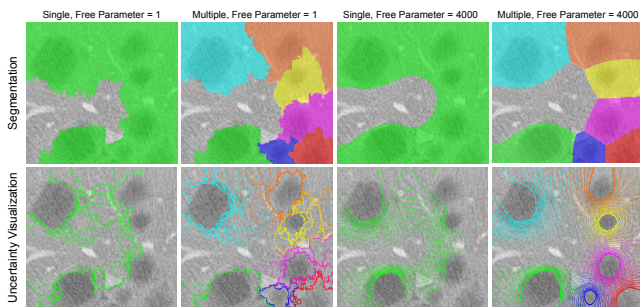 Single, Free Parameter = 1
Multiple, Free Parameter = 1
Single, Free Parameter = 4000
Multiple, Free Parameter = 4000
Segmentation
Uncertainty Visualization